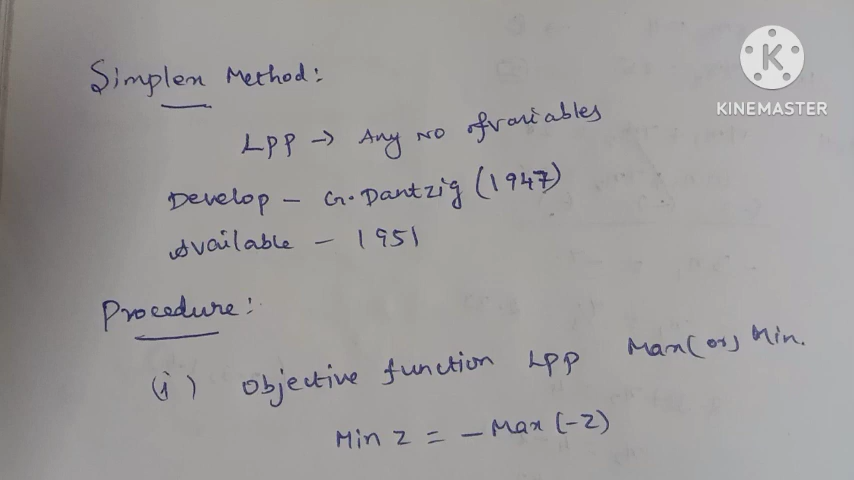 Simplex Method:
LPP → Any NO of variables
Develop - G. Dantzig (1947)
Available - 1951
Procedure:
(i) Objective function LPP Max (or) Min.
Min Z = - Max (-Z)
K
KINEMASTER